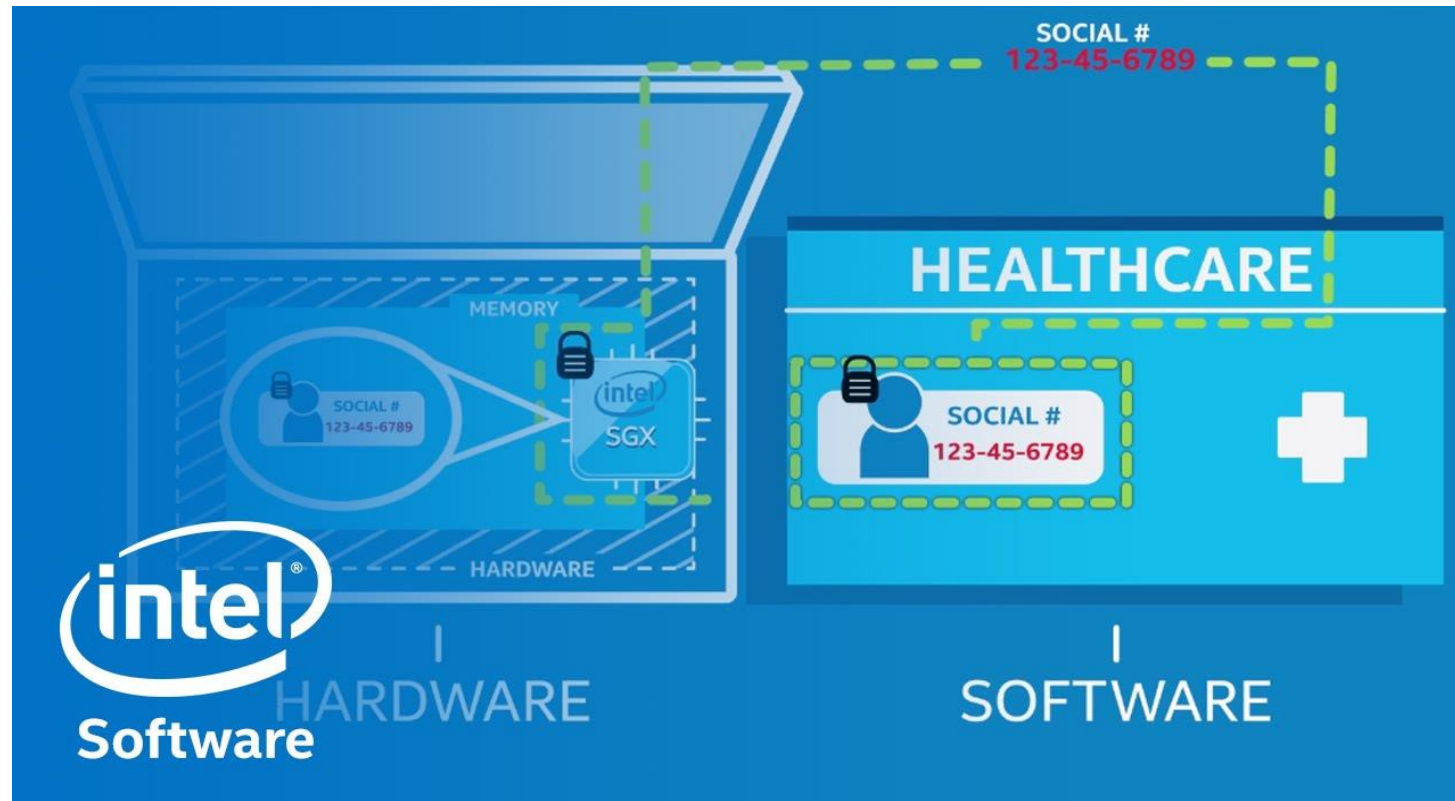 SOCIAL #
123-45-6789
HEALTHCARE
MEMORY
intel
SGX
SOCIAL #
123-45-6789
SOCIAL #
123-45-6789
HARDWARE
intel®
Software
HARDWARE
SOFTWARE